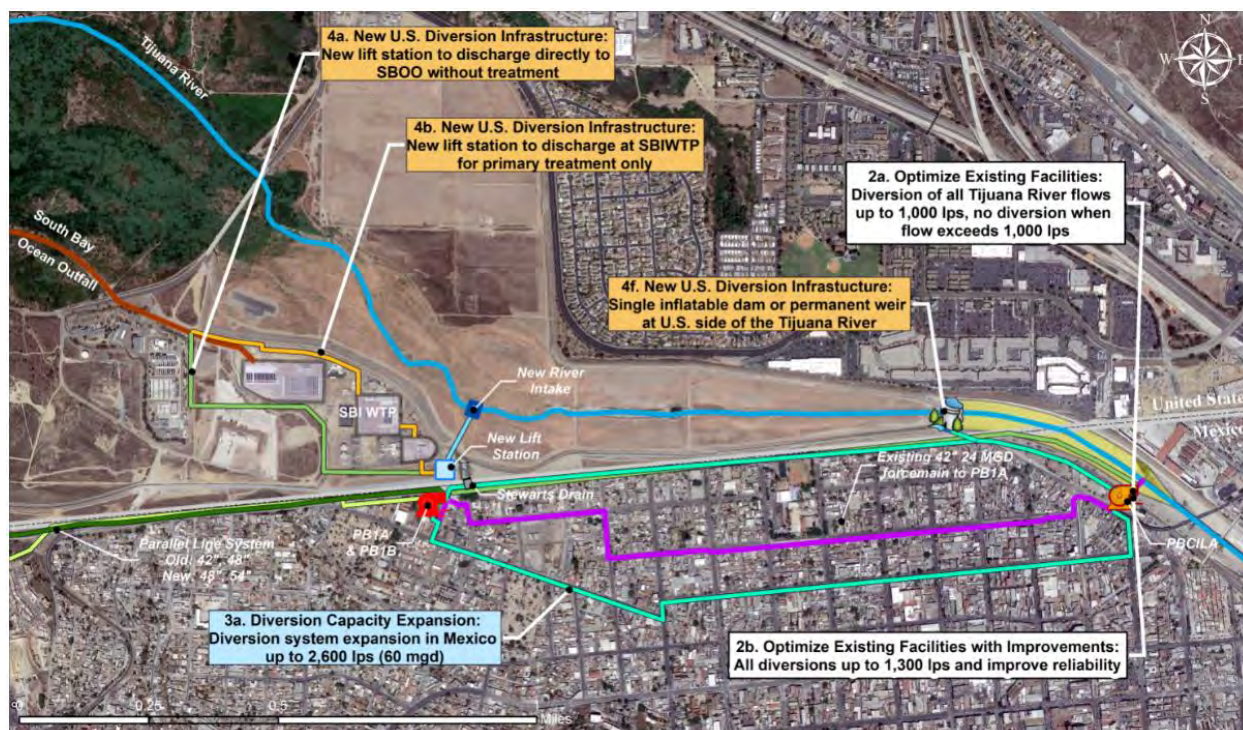 4a. New U.S. Diversion Infrastructure:
New lift station to discharge directly to
SBOO without treatment
N
W
E
S
Tijuana River
4b. New U.S. Diversion Infrastructure:
New lift station to discharge at SBIWTP
for primary treatment only
2a. Optimize Existing Facilities:
Diversion of all Tijuana River flows
up to 1,000 lps, no diversion when
flow exceeds 1,000 lps
South Bay
Ocean Outfall
4f. New U.S. Diversion Infrastucture:
Single inflatable dam or permanent weir
at U.S. side of the Tijuana River
New River
Intake
SBI WTP
United State
Mexico
New Lift
Station
Existing 42" 24 MGD
forcemain to PB1A
Stewarts Drain
PB1A
& PB1B
PBCILA
Parallel Line System
Old: 42", 48"
New: 48", 54"
3a. Diversion Capacity Expansion:
Diversion system expansion in Mexico
up to 2,600 lps (60 mgd)
2b. Optimize Existing Facilities with Improvements:
All diversions up to 1,300 lps and improve reliability
0
0.25
0.5
1
Miles